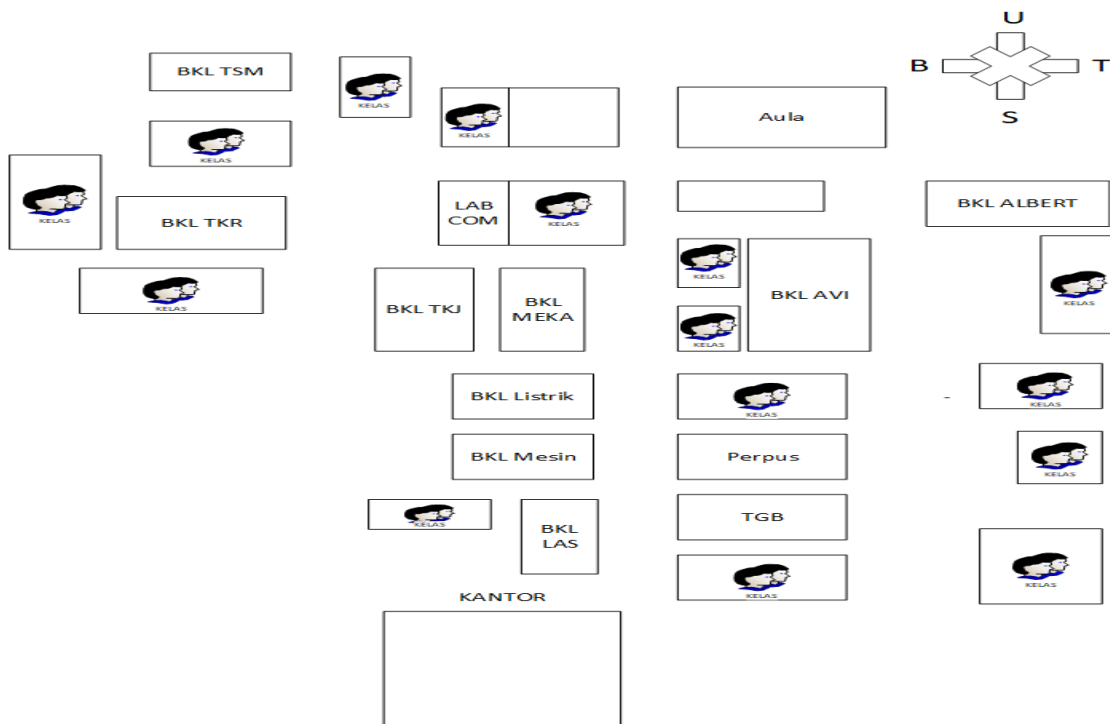 U
B
T
S
BKL TSM
KELAS
KELAS
Aula
KELAS
KELAS
BKL TKR
LAB
COM
KELAS
BKL ALBERT
KELAS
BKL TKJ
BKL
MEKA
KELAS
KELAS
BKL AVI
KELAS
BKL Listrik
KELAS
-
KELAS
BKL Mesin
Perpus
KELAS
KELAS
BKL
LAS
TGB
KELAS
KELAS
KANTOR